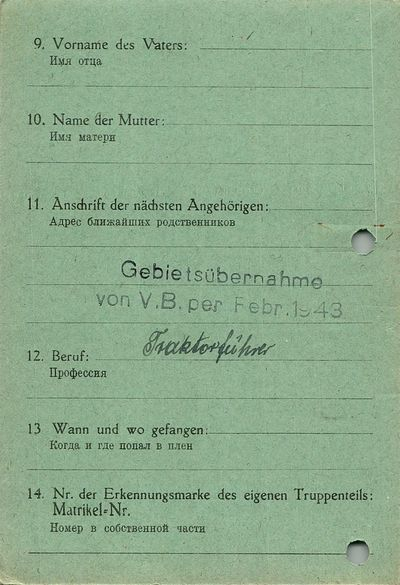 9. Vorname des Vaters:
Имя отца
10. Name der Mutter:
Имя матери
11. Anschrift der nächsten Angehörigen:
Адрес ближайших родственников
Gebietsübernahme
von V.B. per Febr. 1943
Traktorführer
12. Beruf:
Профессия
13 Wann und wo gefangen:
Когда и где попал в плен
14. Nr. der Erkennungsmarke des eigenen Truppenteils:
Matrikel-Nr.
Номер в собственной части